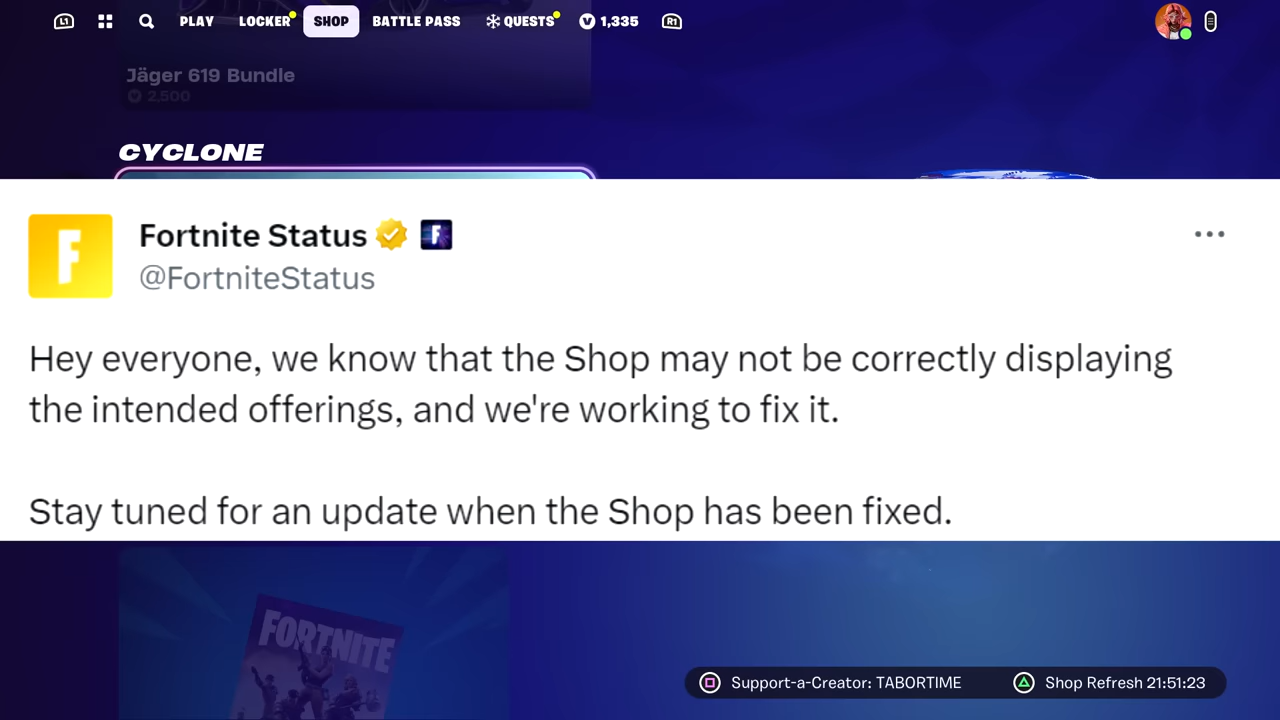 L1 PLAY LOCKER SHOP BATTLE PASS QUESTS V 1,335 R1
Jäger 619 Bundle
V 2,500
CYCLONE
F
Fortnite Status F
@FortniteStatus
Hey everyone, we know that the Shop may not be correctly displaying
the intended offerings, and we're working to fix it.
Stay tuned for an update when the Shop has been fixed.
FORTNITE
Support-a-Creator: TABORTIME Shop Refresh 21:51:23